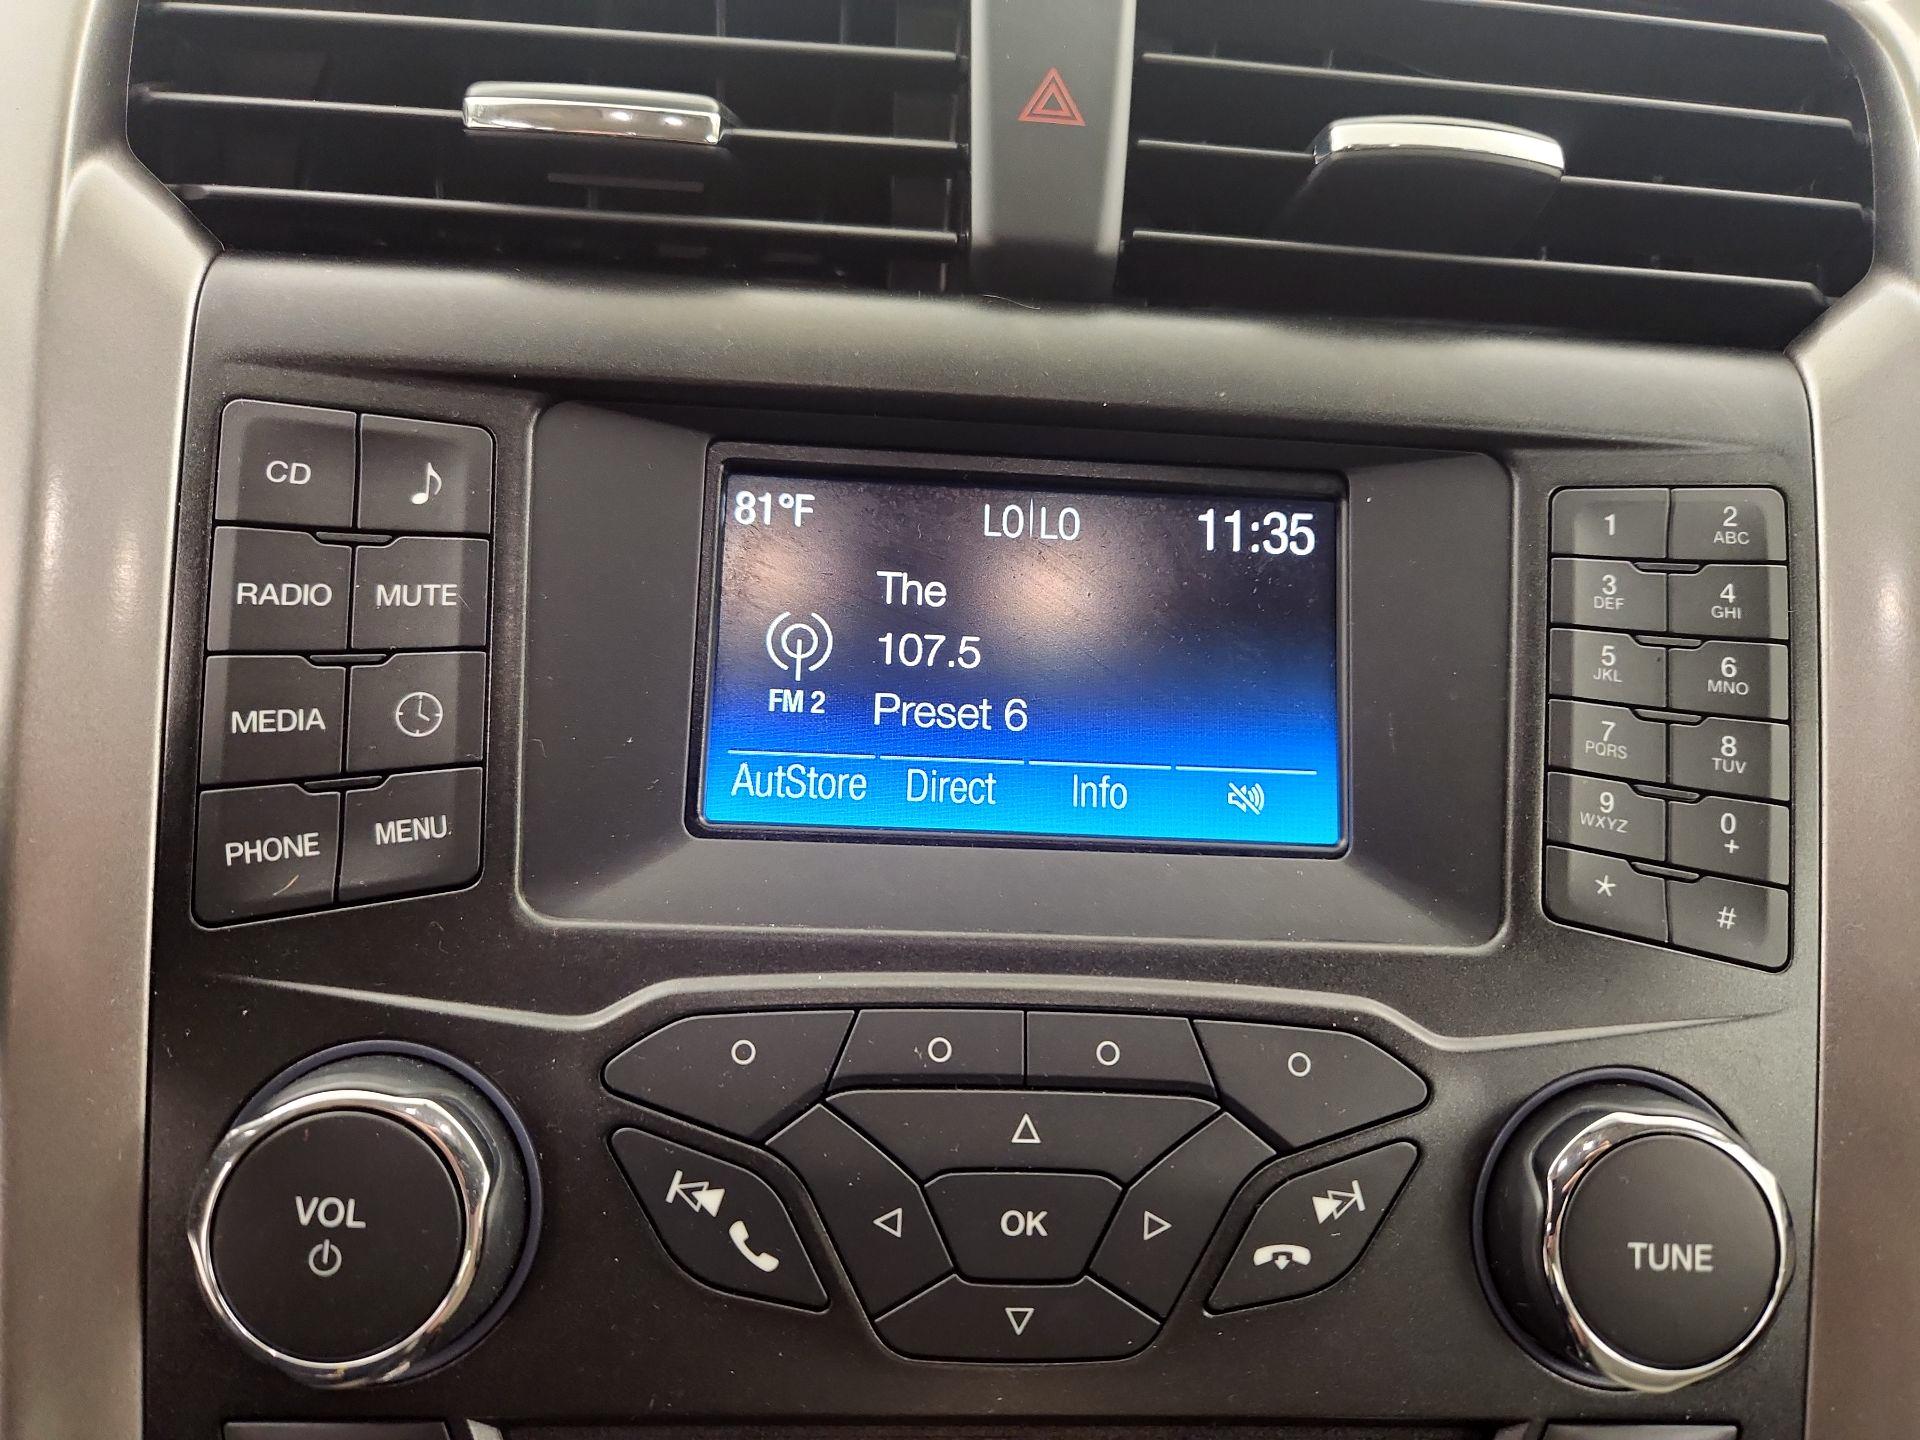 81°F LO|LO 11:35
The
107.5
FM 2
Preset 6
AutStore Direct Info
CD
RADIO MUTE
MEDIA
PHONE MENU
1 2 ABC
3 DEF 4 GHI
5 JKL 6 MNO
7 PQRS 8 TUV
9 WXYZ 0 +
* #
VOL
OK
TUNE